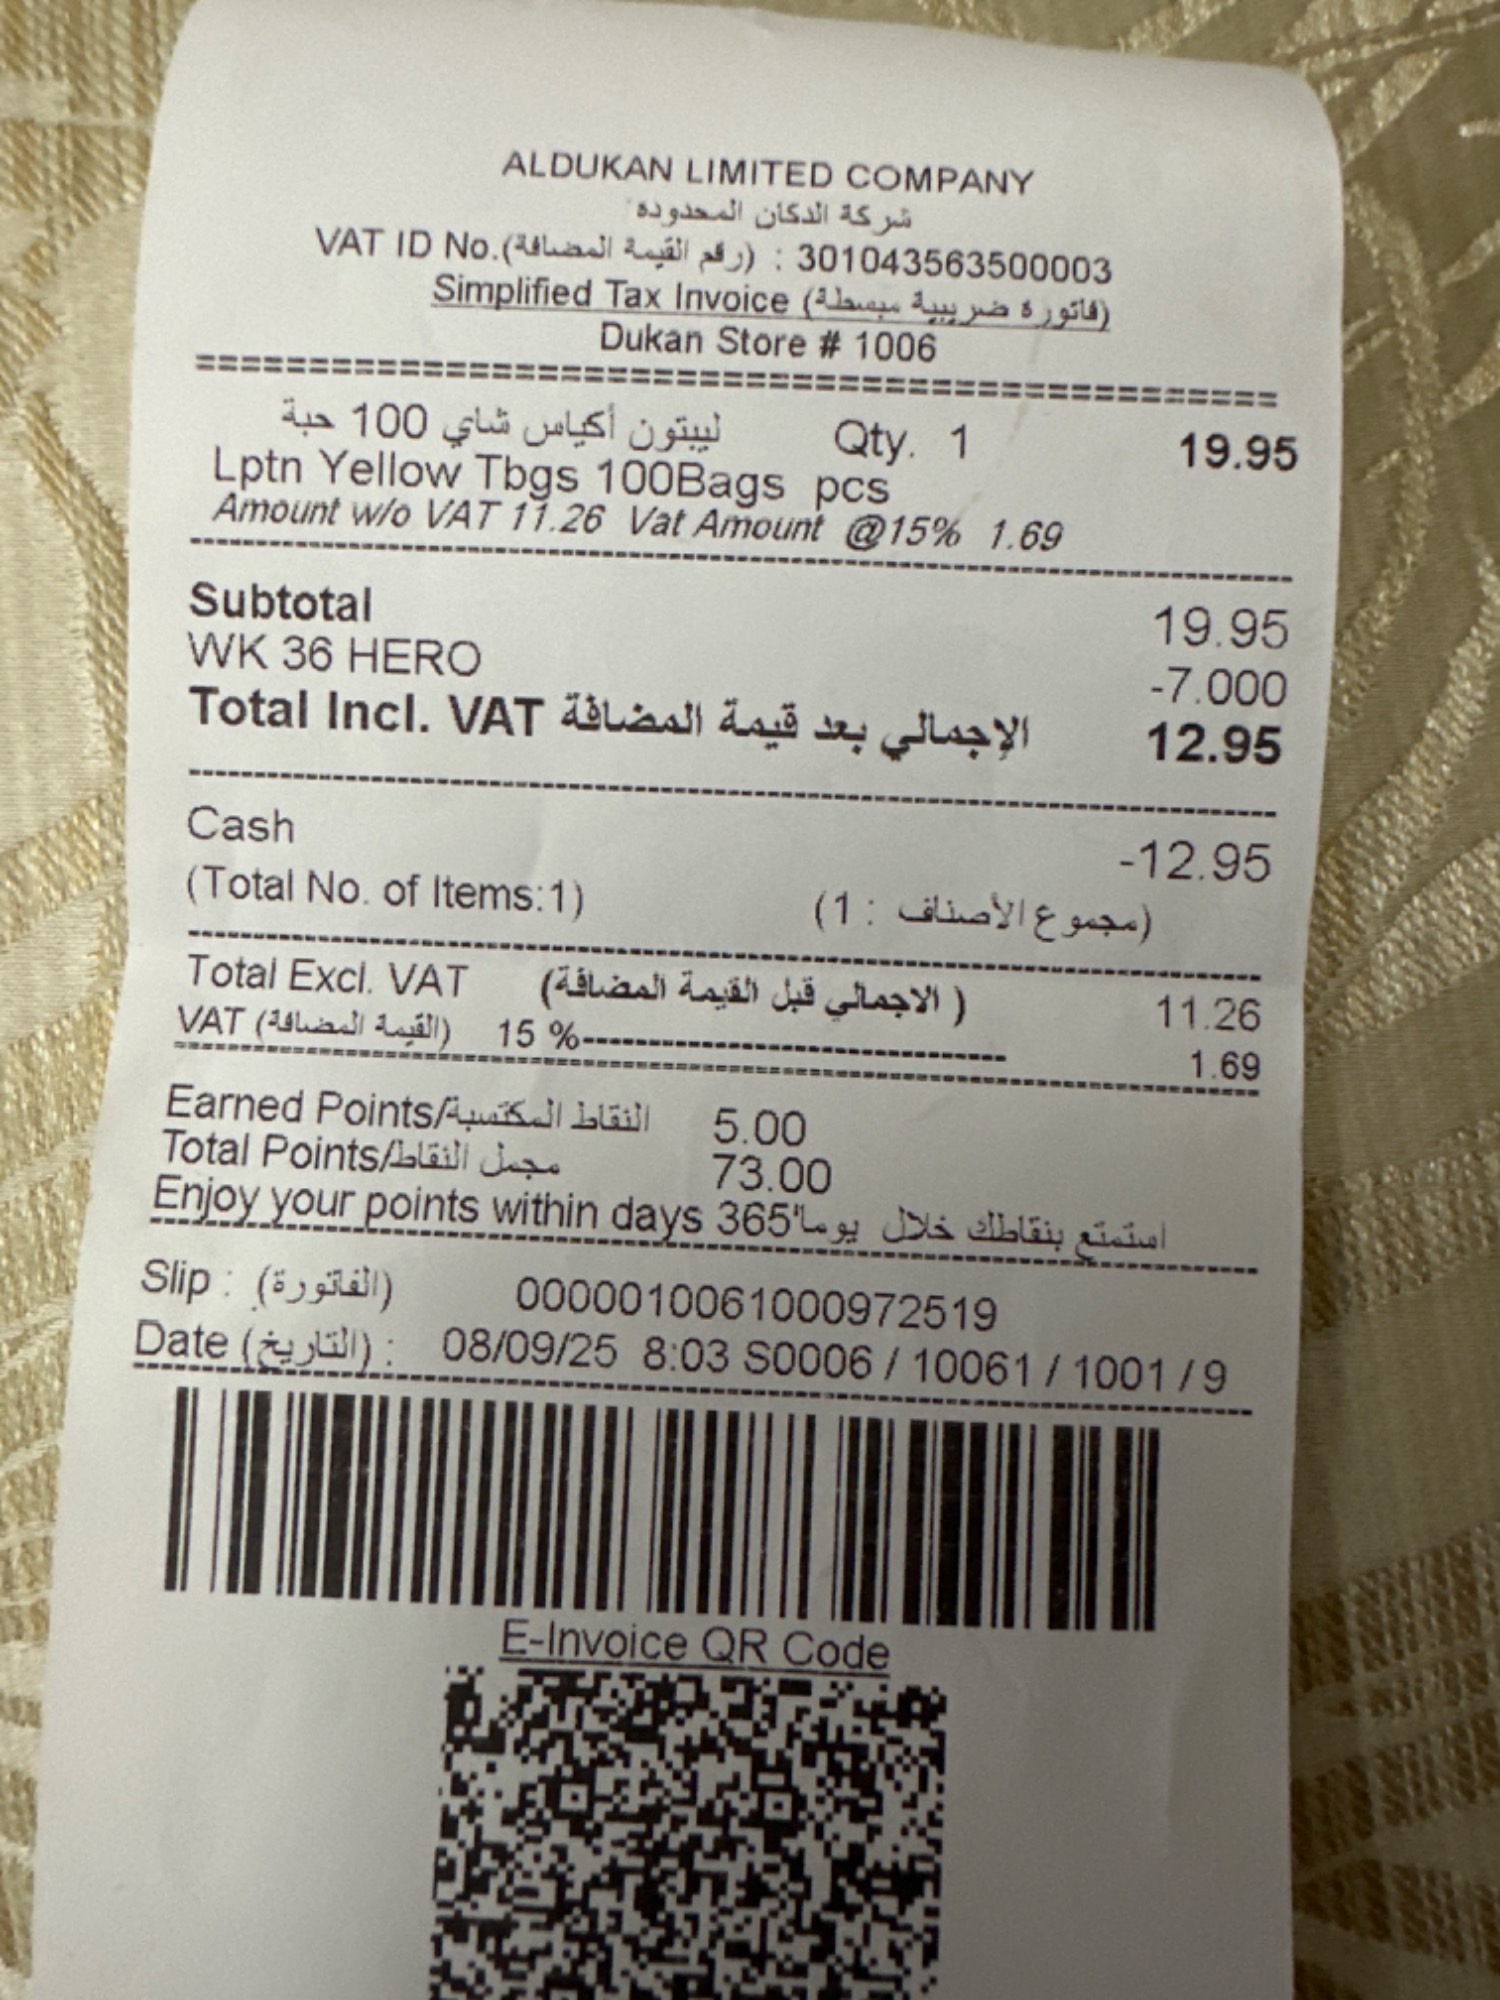 ALDUKAN LIMITED COMPANY
شركة الدكان المحدوده
VAT ID No.(رقم القيمة المضافة) : 301043563500003
Simplified Tax Invoice (فاتورة ضريبية مبسطة)
Dukan Store # 1006
ليبتون أكياس شاي 100 حبة Qty. 1 19.95
Lptn Yellow Tbgs 100Bags pcs
Amount w/o VAT 11.26 Vat Amount @15% 1.69
Subtotal 19.95
WK 36 HERO -7.000
Total Incl. VAT الإجمالي بعد قيمة المضافة 12.95
Cash -12.95
(Total No. of Items:1) (مجموع الأصناف : 1)
Total Excl. VAT (الاجمالي قبل القيمة المضافة) 11.26
VAT (القيمة المضافة) 15 % 1.69
Earned Points/النقاط المكتسبة 5.00
Total Points/مجمل النقاط 73.00
Enjoy your points within days 365 استمتع بنقاطك خلال يوما"
Slip : (الفاتورة) 0000010061000972519
Date (التاريخ) : 08/09/25 8:03 S0006 / 10061 / 1001 / 9
E-Invoice QR Code